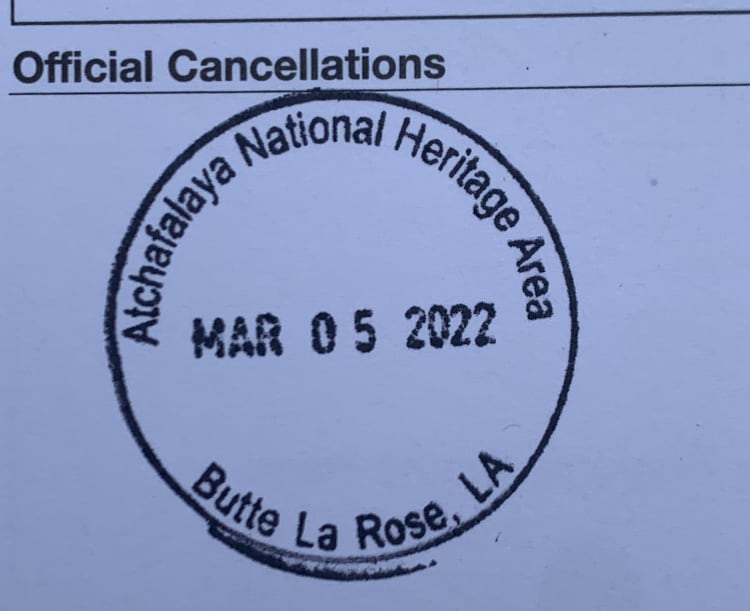 Official Cancellations
Atchafalaya National Heritage Area
MAR 05 2022
Butte La Rose, LA